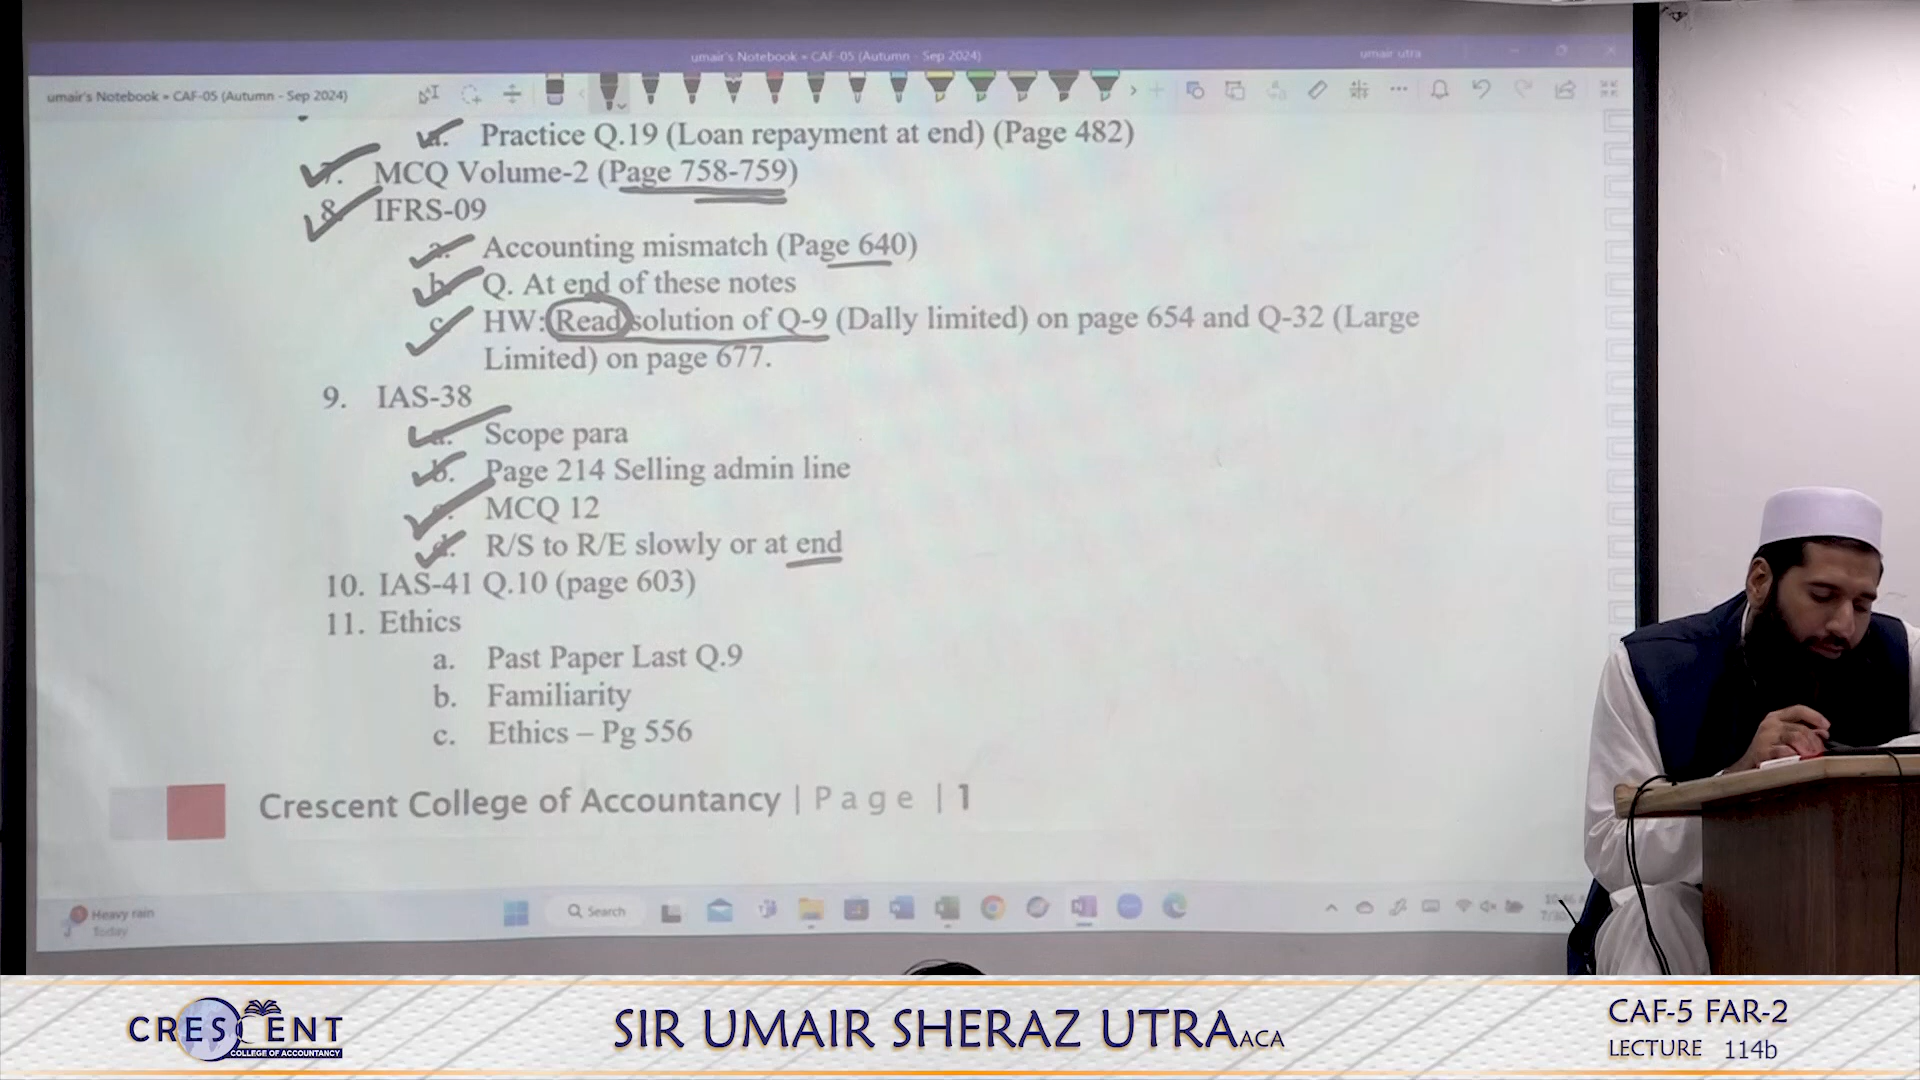 umair's Notebook » CAF-05 (Autumn - Sep 2024)
umair utra
umair's Notebook » CAF-05 (Autumn - Sep 2024)
a. Practice Q.19 (Loan repayment at end) (Page 482)
7. MCQ Volume-2 (Page 758-759)
8. IFRS-09
a. Accounting mismatch (Page 640)
b. Q. At end of these notes
c. HW: Read solution of Q-9 (Dally limited) on page 654 and Q-32 (Large
Limited) on page 677.
9. IAS-38
a. Scope para
b. Page 214 Selling admin line
c. MCQ 12
d. R/S to R/E slowly or at end
10. IAS-41 Q.10 (page 603)
11. Ethics
a. Past Paper Last Q.9
b. Familiarity
c. Ethics – Pg 556
Crescent College of Accountancy | P a g e | 1
Heavy rain
Today
Search
CRESCENT
COLLEGE OF ACCOUNTANCY
SIR UMAIR SHERAZ UTRA ACA
CAF-5 FAR-2
LECTURE 114b